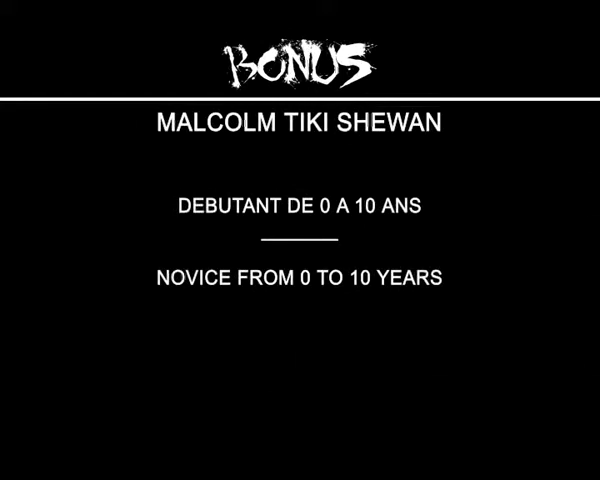 BONUS
MALCOLM TIKI SHEWAN
DEBUTANT DE 0 A 10 ANS
NOVICE FROM 0 TO 10 YEARS